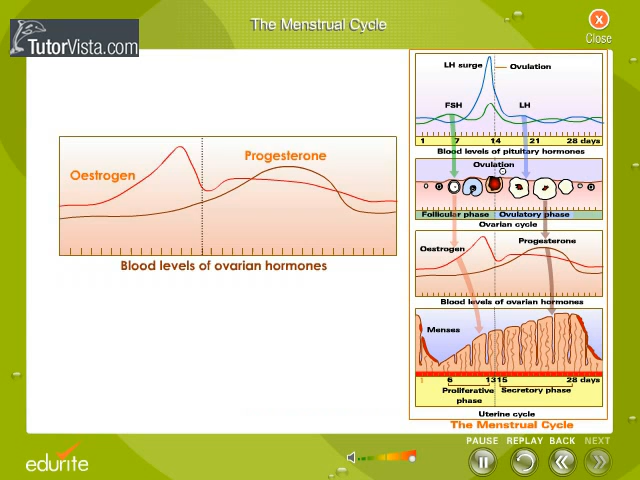 The Menstrual Cycle
Close
TutorVista.com
Oestrogen
Progesterone
Blood levels of ovarian hormones
LH surge
Ovulation
FSH
LH
1 7 14 21 28 days
Blood levels of pituitary hormones
Ovulation
Follicular phase
Ovulatory phase
Ovarian cycle
Oestrogen
Progesterone
Blood levels of ovarian hormones
Menses
1 6 13 15 28 days
Proliferative
phase
Secretory phase
Uterine cycle
The Menstrual Cycle
PAUSE REPLAY BACK NEXT
edurite